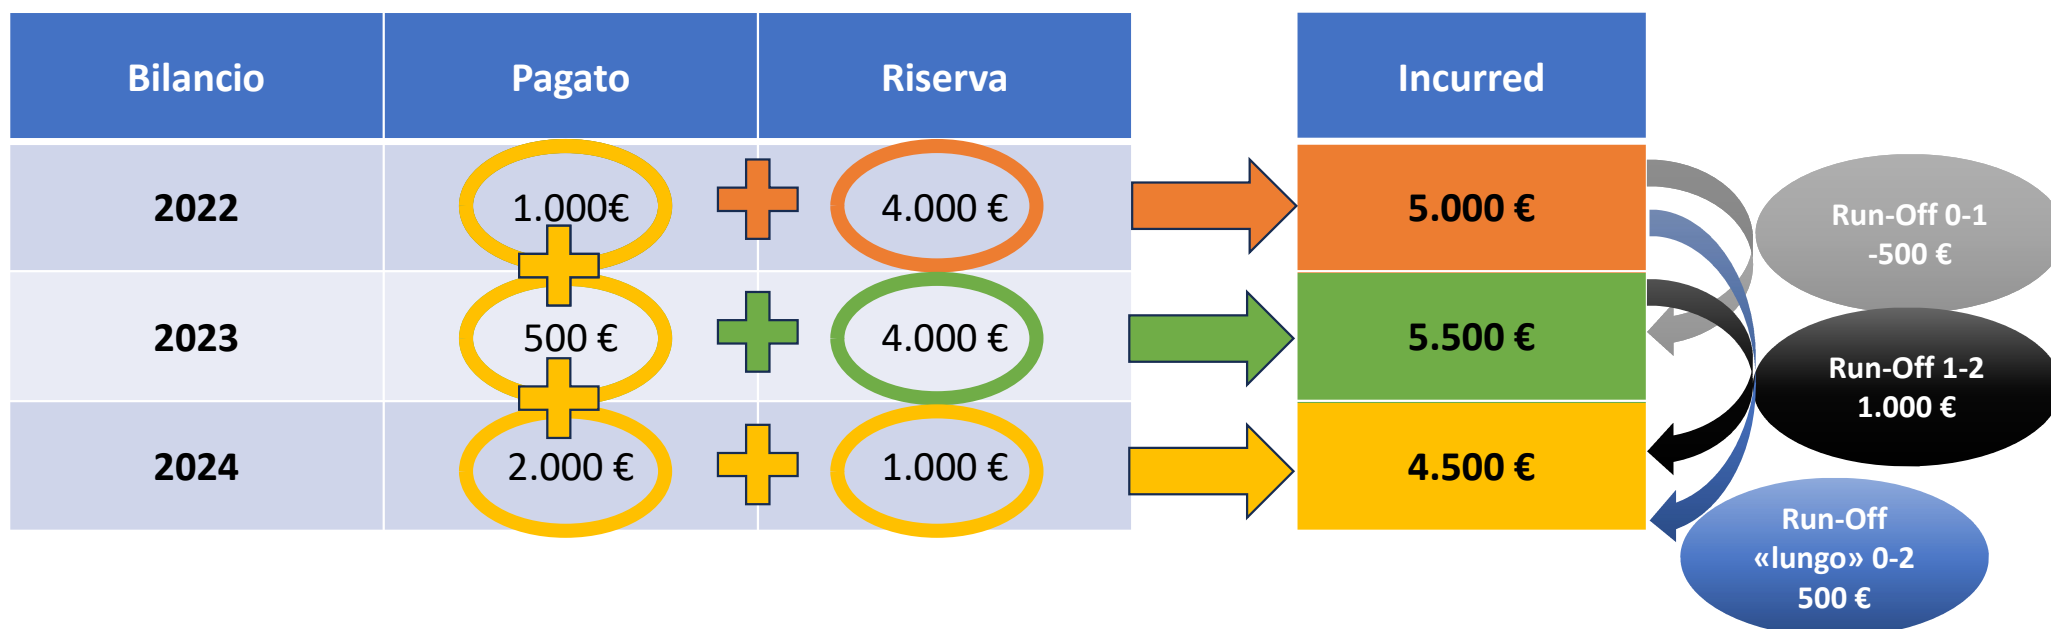 Bilancio Pagato Riserva Incurred
2022 1.000€ 4.000 € 5.000 €
Run-Off 0-1
-500 €
2023 500 € 4.000 € 5.500 €
Run-Off 1-2
1.000 €
2024 2.000 € 1.000 € 4.500 €
Run-Off
«lungo» 0-2
500 €